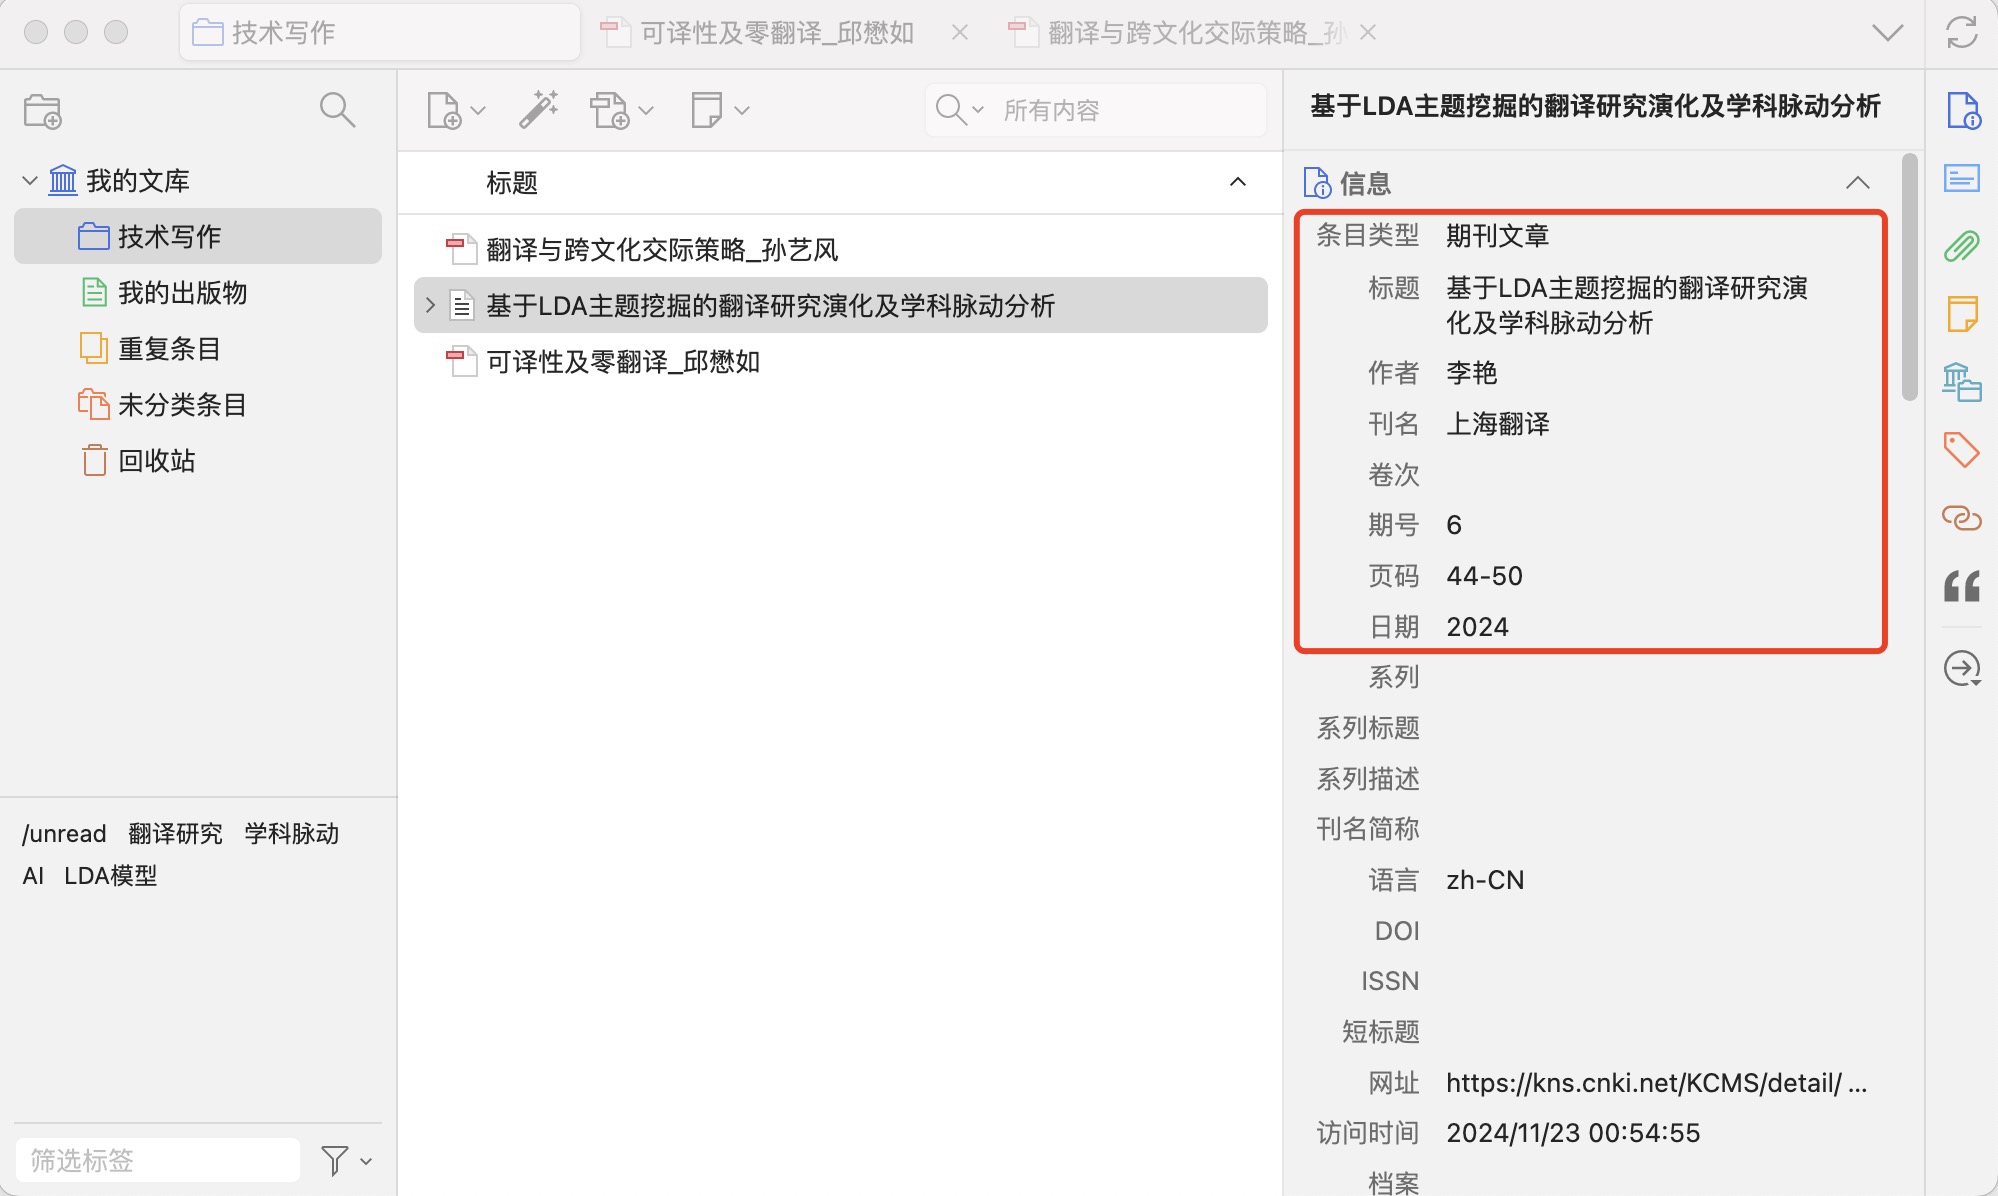 技术写作
可译性及零翻译_邱懋如
翻译与跨文化交际策略_孙
所有内容
基于LDA主题挖掘的翻译研究演化及学科脉动分析
我的文库
技术写作
我的出版物
重复条目
未分类条目
回收站
/unread 翻译研究 学科脉动
AI LDA模型
筛选标签
标题
翻译与跨文化交际策略_孙艺风
基于LDA主题挖掘的翻译研究演化及学科脉动分析
可译性及零翻译_邱懋如
信息
条目类型 期刊文章
标题 基于LDA主题挖掘的翻译研究演
化及学科脉动分析
作者 李艳
刊名 上海翻译
卷次
期号 6
页码 44-50
日期 2024
系列
系列标题
系列描述
刊名简称
语言 zh-CN
DOI
ISSN
短标题
网址 https://kns.cnki.net/KCMS/detail/ ...
访问时间 2024/11/23 00:54:55
档案